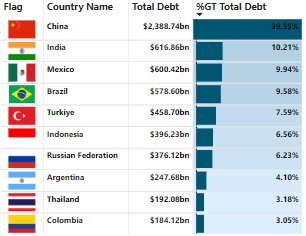 Flag Country Name Total Debt %GT Total Debt
China $2,388.74bn 39.55%
India $616.86bn 10.21%
Mexico $600.42bn 9.94%
Brazil $578.60bn 9.58%
Turkiye $458.70bn 7.59%
Indonesia $396.23bn 6.56%
Russian Federation $376.12bn 6.23%
Argentina $247.68bn 4.10%
Thailand $192.08bn 3.18%
Colombia $184.12bn 3.05%